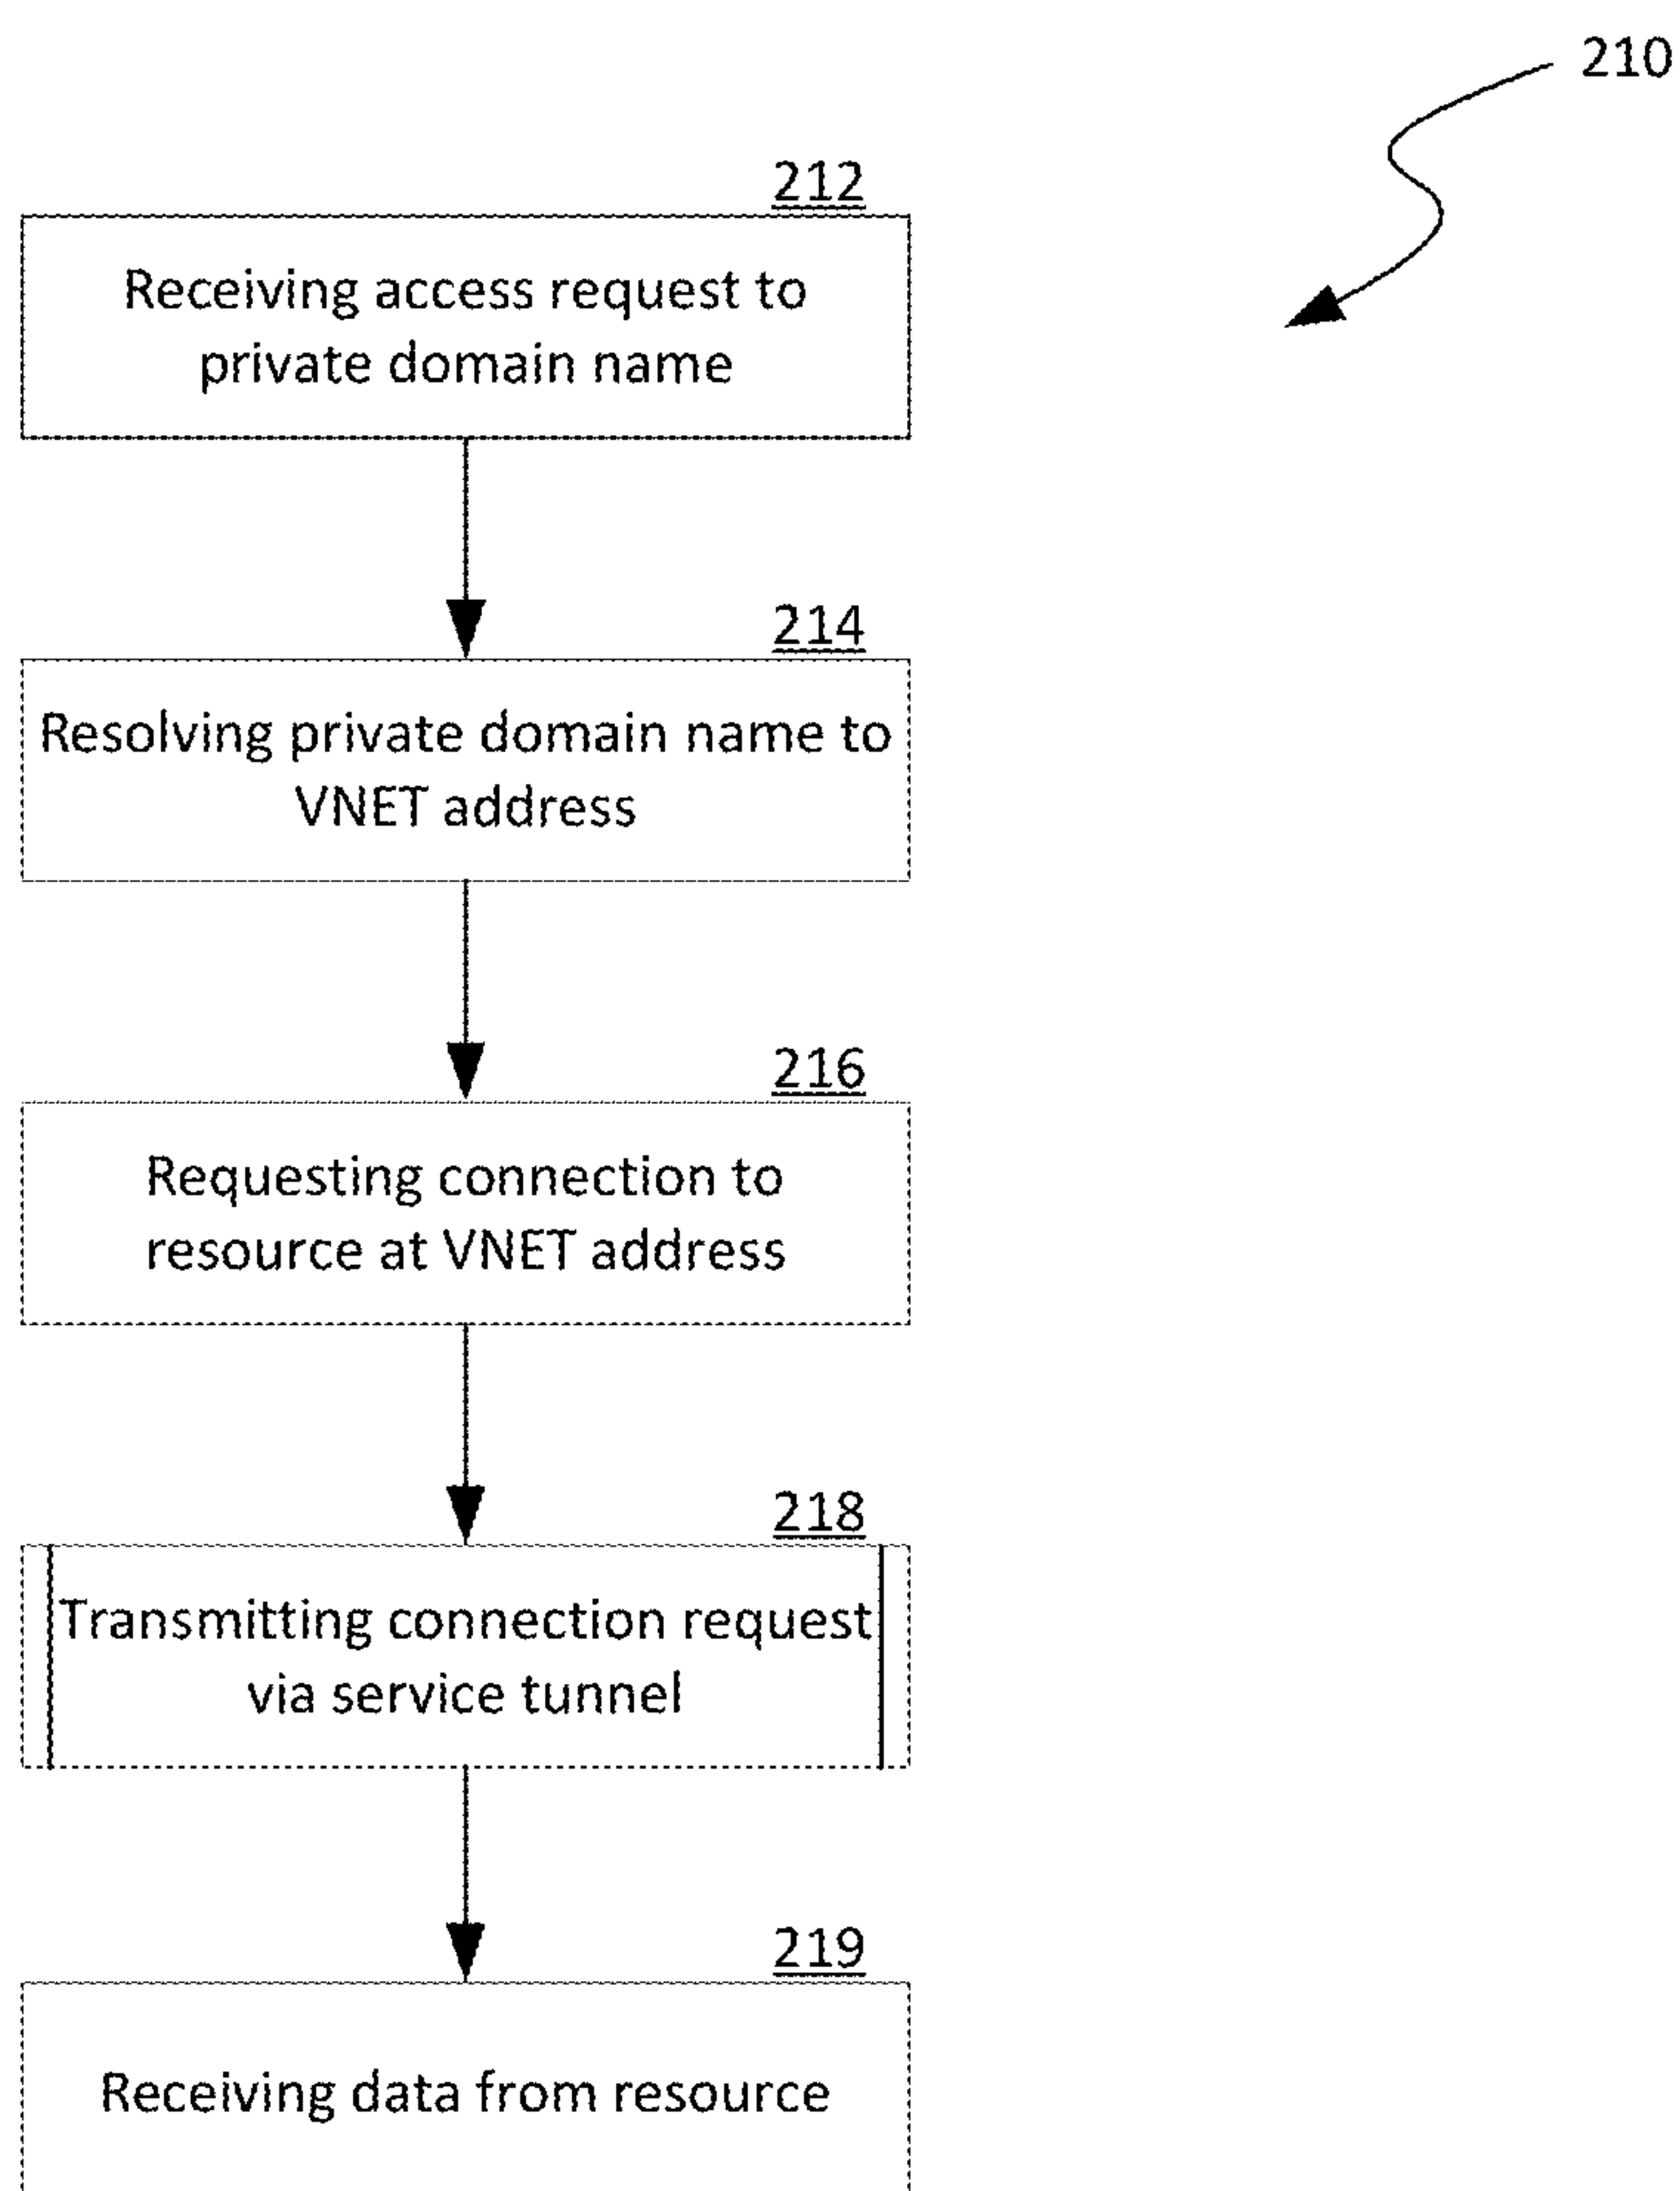 210
212
Receiving access request to
private domain name
214
Resolving private domain name to
VNET address
216
Requesting connection to
resource at VNET address
218
Transmitting connection request
via service tunnel
219
Receiving data from resource